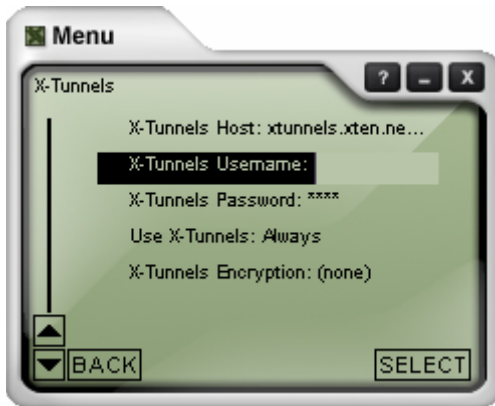 Menu
? – X
X-Tunnels
X-Tunnels Host: xtunnels.xten.ne...
X-Tunnels Username:
X-Tunnels Password: ****
Use X-Tunnels: Always
X-Tunnels Encryption: (none)
BACK SELECT